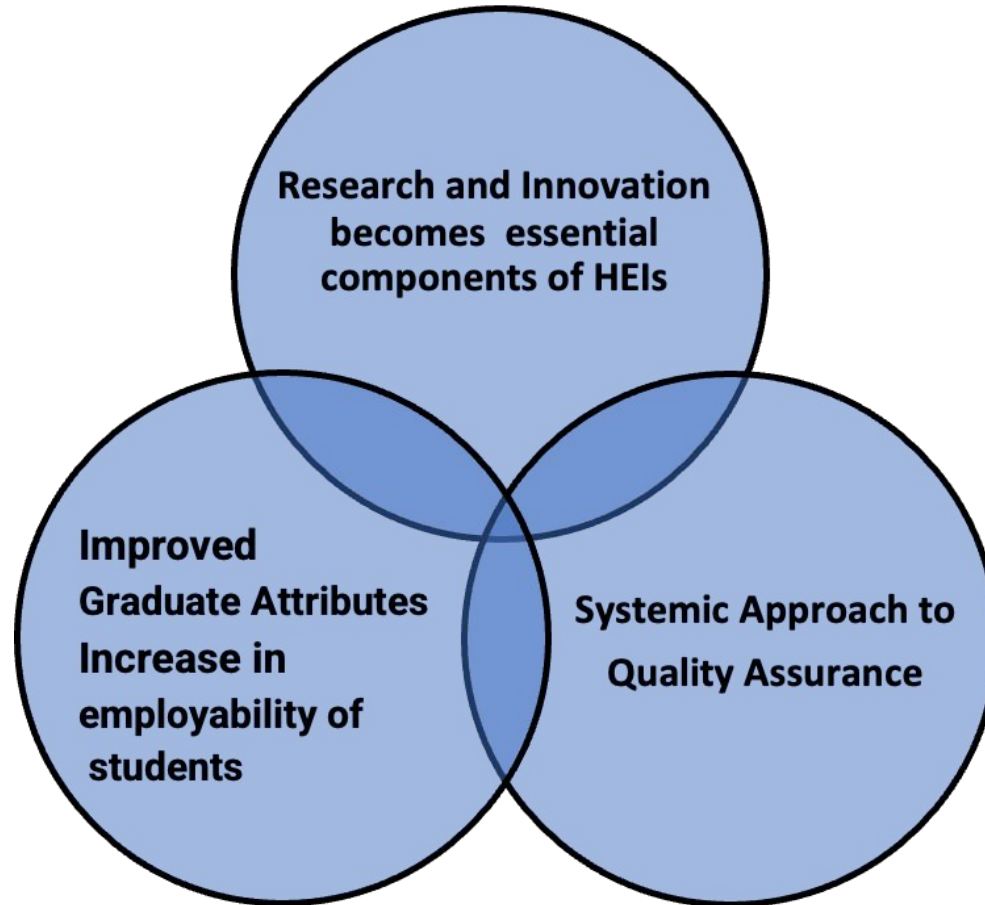 Research and Innovation
becomes essential
components of HEIs
Improved
Graduate Attributes
Increase in
employability of
students
Systemic Approach to
Quality Assurance